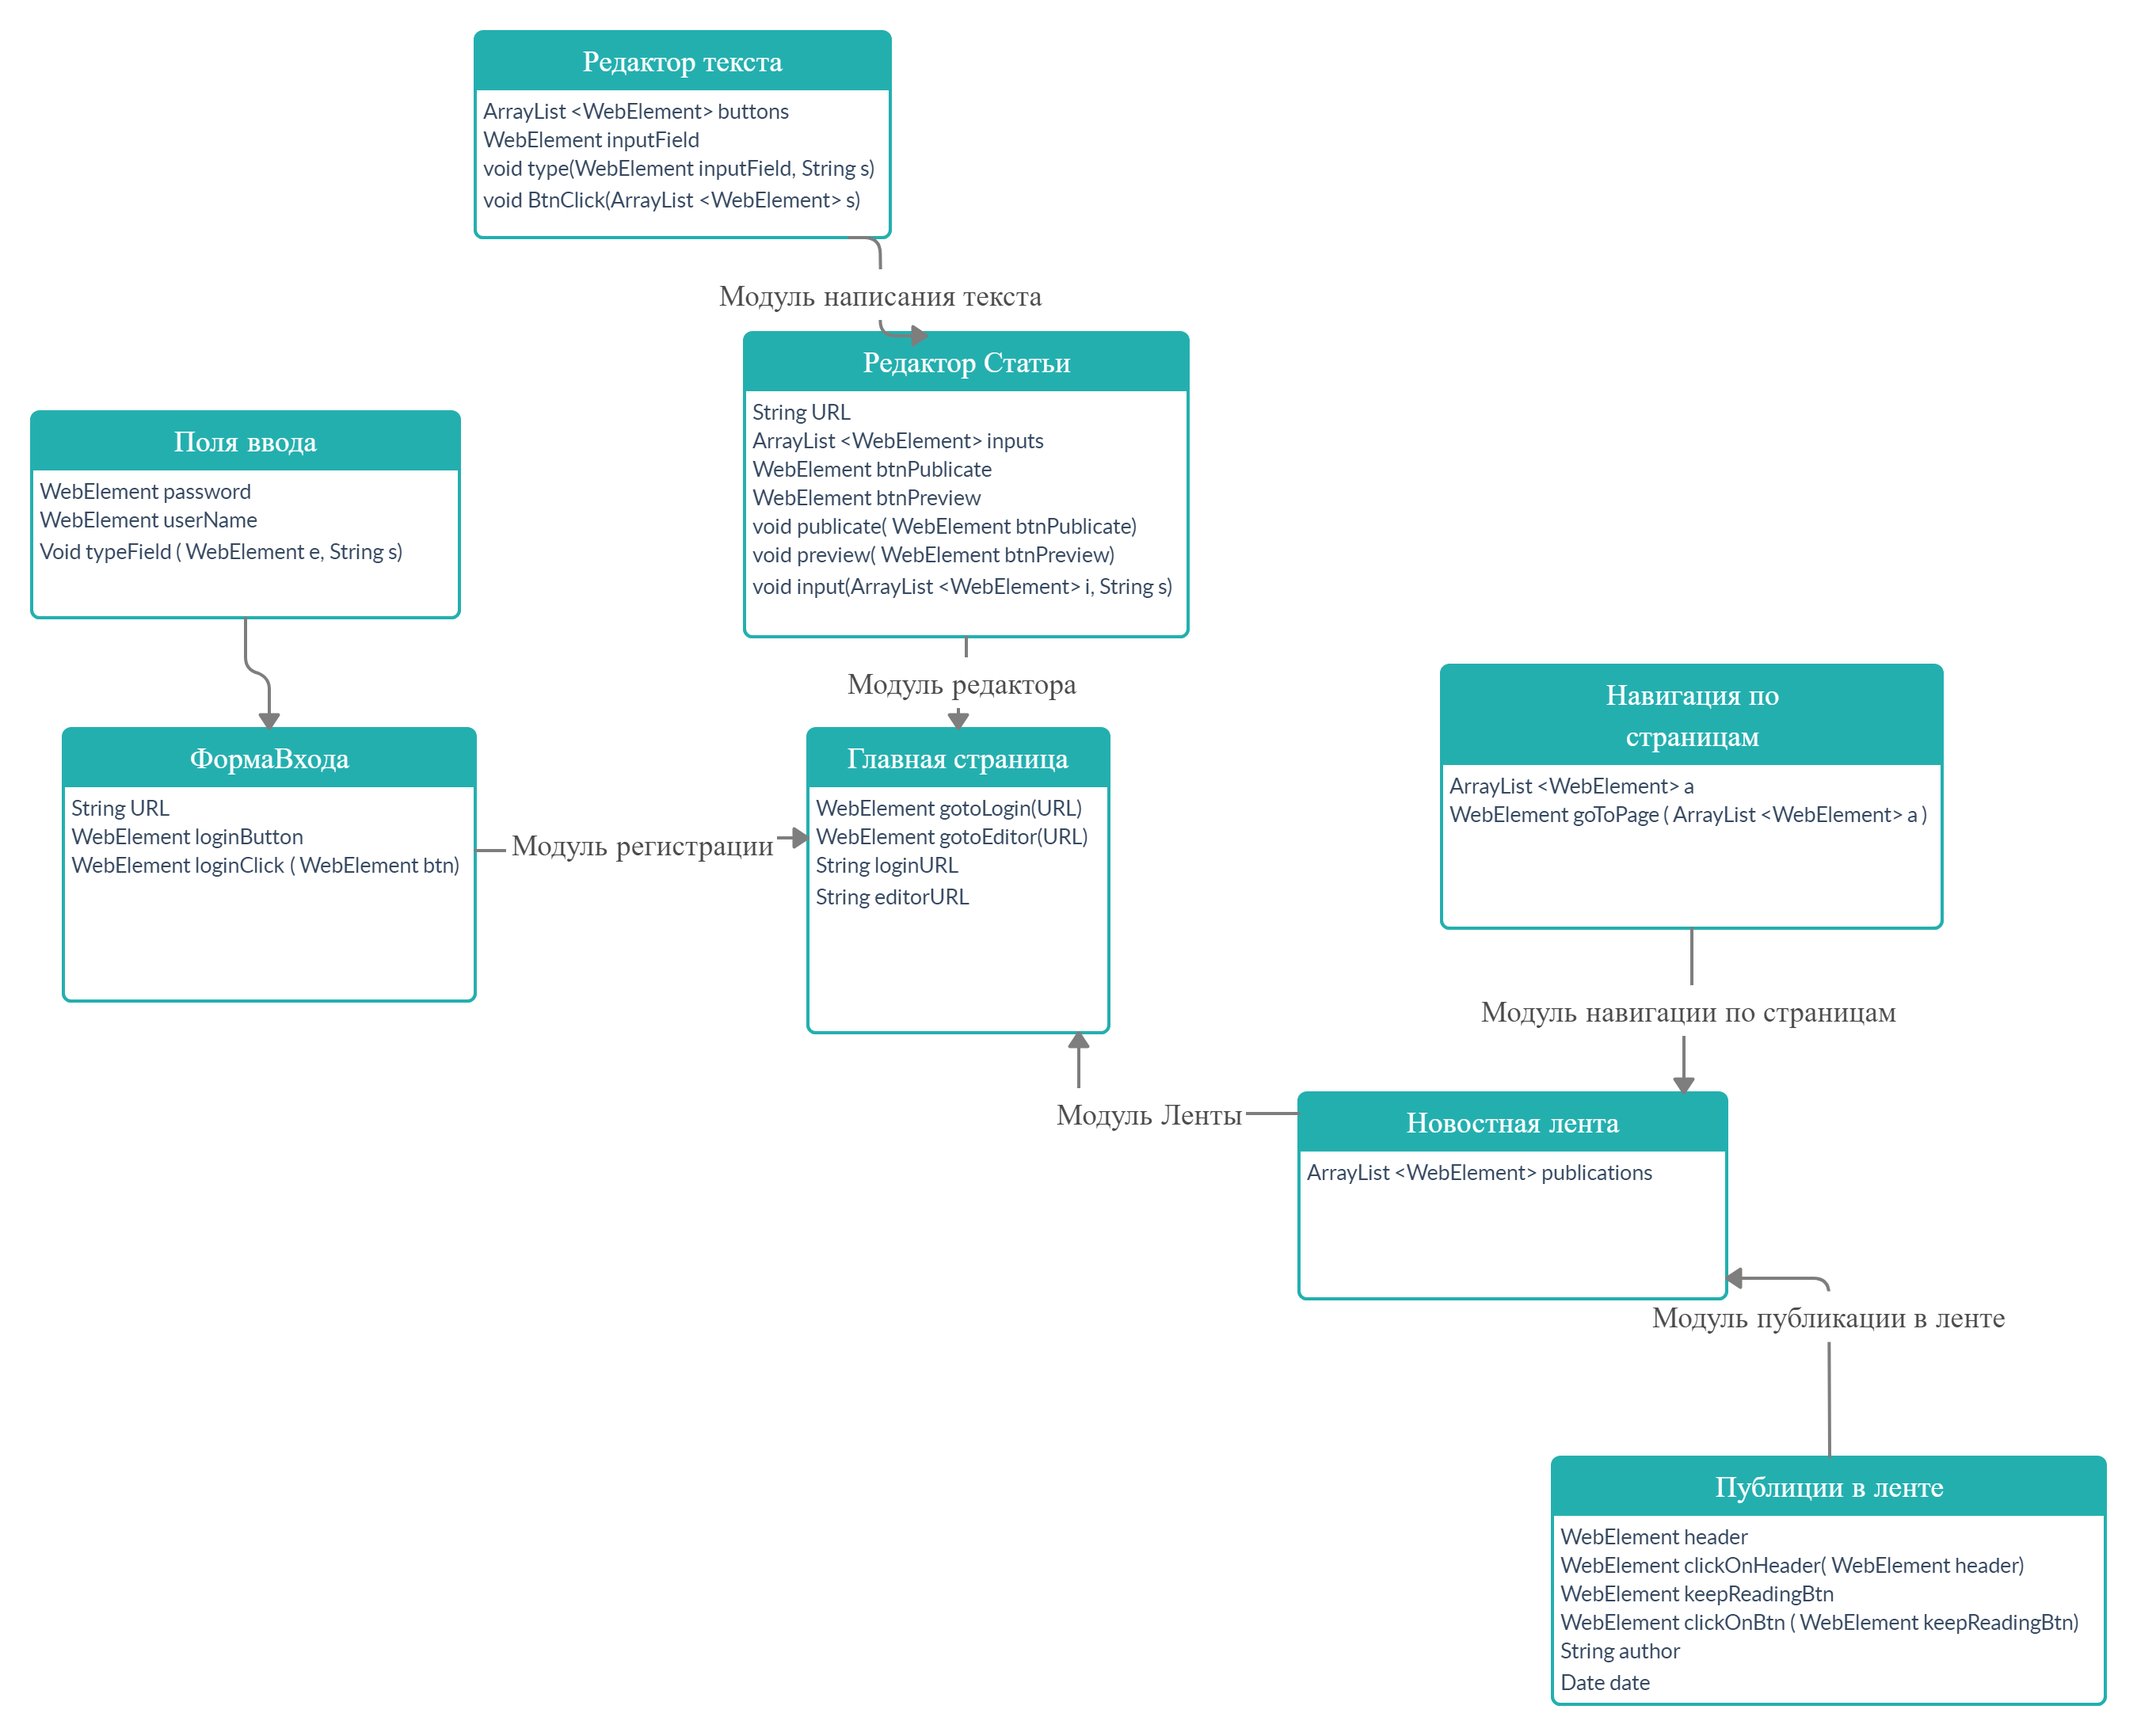 Редактор текста
ArrayList <WebElement> buttons
WebElement inputField
void type(WebElement inputField, String s)
void BtnClick(ArrayList <WebElement> s)
Модуль написания текста
Редактор Статьи
String URL
ArrayList <WebElement> inputs
WebElement btnPublicate
WebElement btnPreview
void publicate( WebElement btnPublicate)
void preview( WebElement btnPreview)
void input(ArrayList <WebElement> i, String s)
Поля ввода
WebElement password
WebElement userName
Void typeField ( WebElement e, String s)
Модуль редактора
ФормаВхода
String URL
WebElement loginButton
WebElement loginClick ( WebElement btn)
Модуль регистрации
Главная страница
WebElement gotoLogin(URL)
WebElement gotoEditor(URL)
String loginURL
String editorURL
Навигация по
страницам
ArrayList <WebElement> a
WebElement goToPage ( ArrayList <WebElement> a )
Модуль навигации по страницам
Модуль Ленты
Новостная лента
ArrayList <WebElement> publications
Модуль публикации в ленте
Публиции в ленте
WebElement header
WebElement clickOnHeader( WebElement header)
WebElement keepReadingBtn
WebElement clickOnBtn ( WebElement keepReadingBtn)
String author
Date date